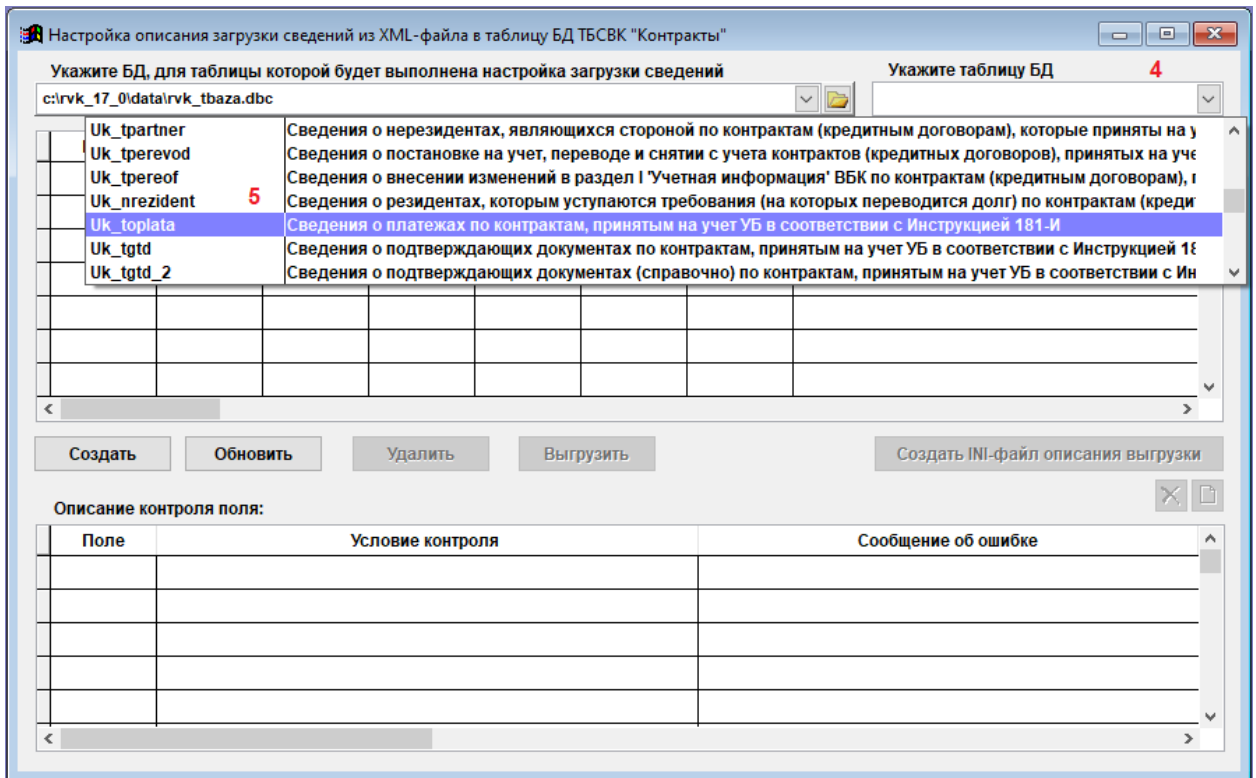 Настройка описания загрузки сведений из XML-файла в таблицу БД ТБСВК "Контракты"
Укажите БД, для таблицы которой будет выполнена настройка загрузки сведений
Укажите таблицу БД
4
c:\rvk_17_0\data\rvk_tbaza.dbc
Uk_tpartner Сведения о нерезидентах, являющихся стороной по контрактам (кредитным договорам), которые приняты на у
Uk_tperevod Сведения о постановке на учет, переводе и снятии с учета контрактов (кредитных договоров), принятых на уче
Uk_tpereof Сведения о внесении изменений в раздел I 'Учетная информация' ВБК по контрактам (кредитным договорам), г
Uk_nrezident 5 Сведения о резидентах, которым уступаются требования (на которых переводится долг) по контрактам (креди
Uk_toplata Сведения о платежах по контрактам, принятым на учет УБ в соответствии с Инструкцией 181-И
Uk_tgtd Сведения о подтверждающих документах по контрактам, принятым на учет УБ в соответствии с Инструкцией 18
Uk_tgtd_2 Сведения о подтверждающих документах (справочно) по контрактам, принятым на учет УБ в соответствии с Ин
Создать Обновить Удалить Выгрузить Создать INI-файл описания выгрузки
Описание контроля поля:
Поле Условие контроля Сообщение об ошибке